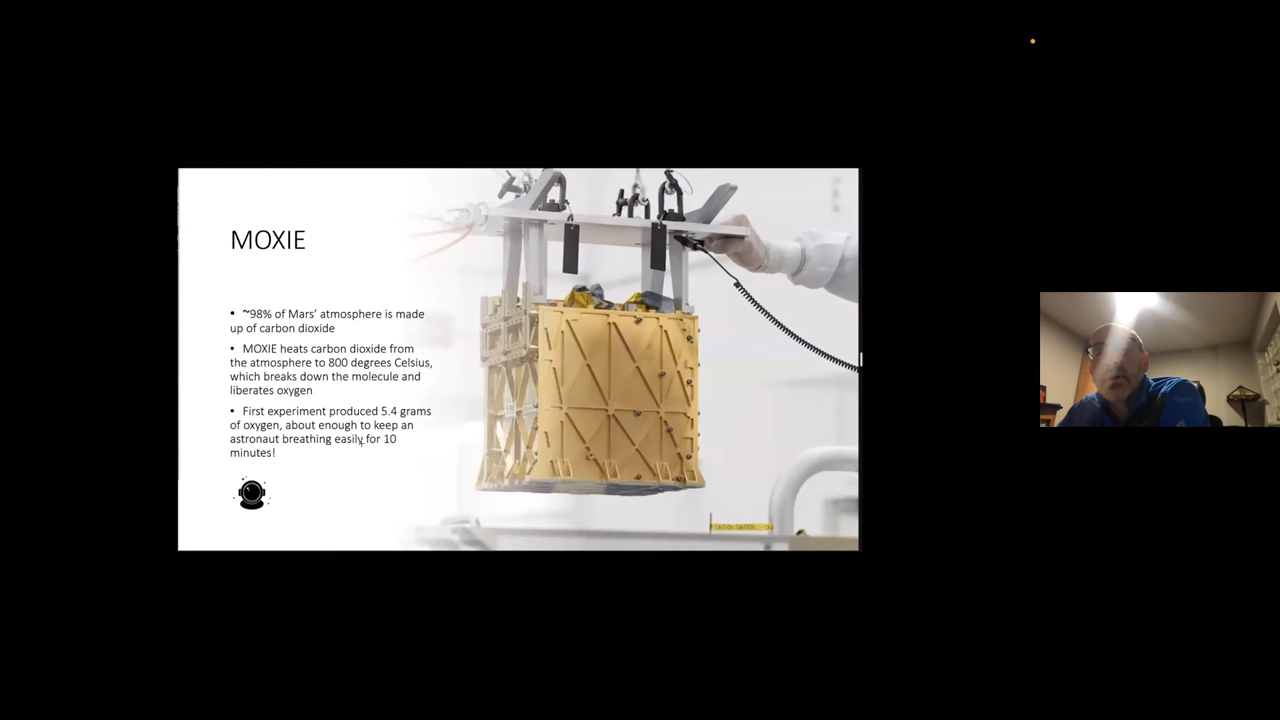 MOXIE
• ~98% of Mars’ atmosphere is made
up of carbon dioxide
• MOXIE heats carbon dioxide from
the atmosphere to 800 degrees Celsius,
which breaks down the molecule and
liberates oxygen
• First experiment produced 5.4 grams
of oxygen, about enough to keep an
astronaut breathing easily for 10
minutes!
CAUTION CAUTION